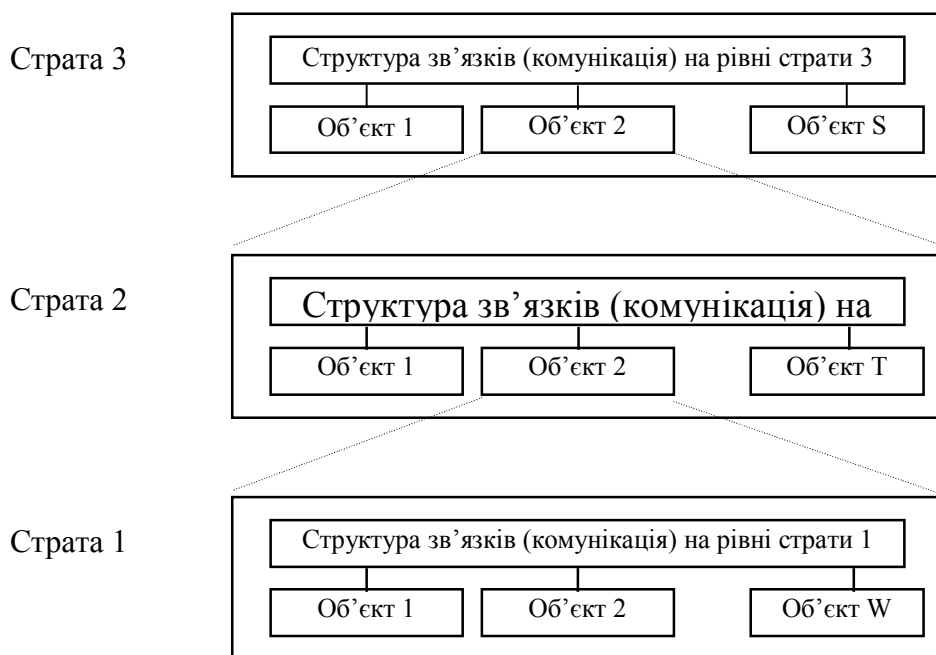 Страта 3
Структура зв’язків (комунікація) на рівні страти 3
Об’єкт 1
Об’єкт 2
Об’єкт S
Страта 2
Структура зв’язків (комунікація) на
Об’єкт 1
Об’єкт 2
Об’єкт T
Страта 1
Структура зв’язків (комунікація) на рівні страти 1
Об’єкт 1
Об’єкт 2
Об’єкт W